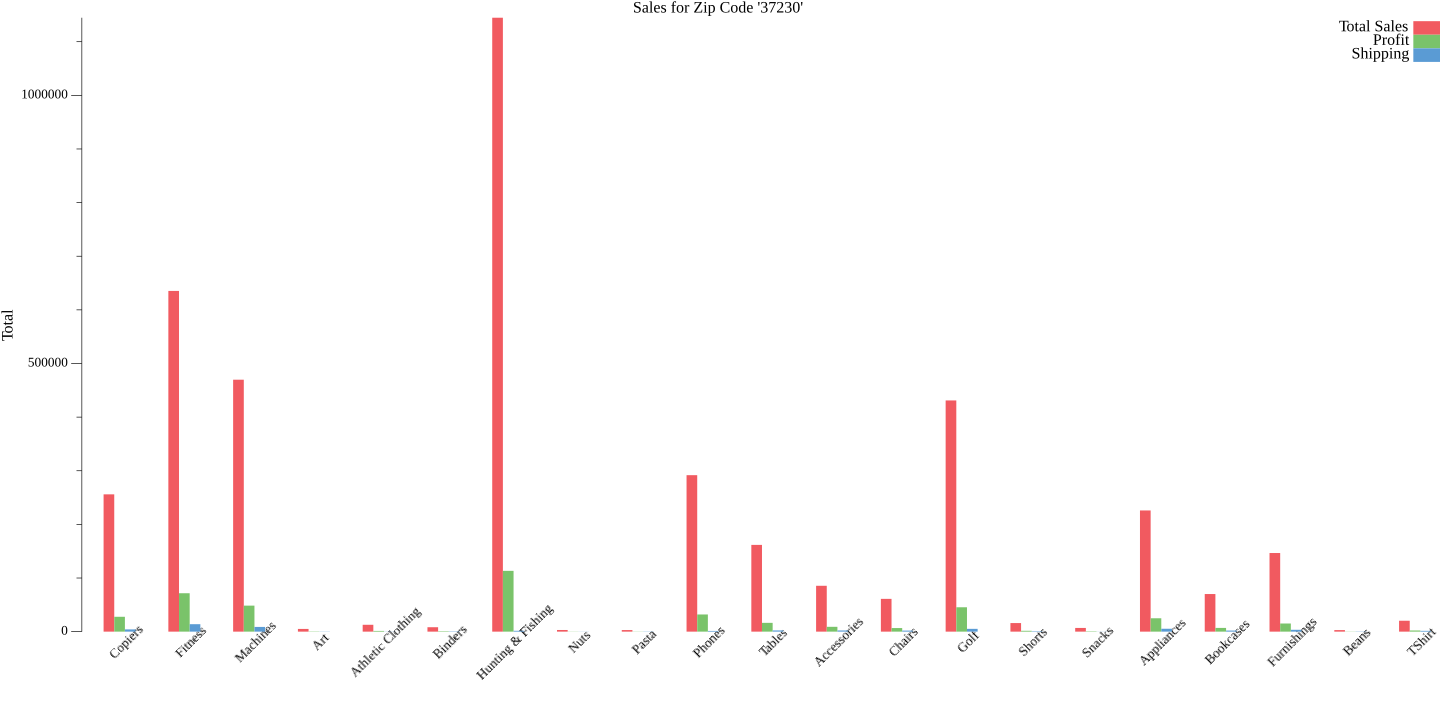 Sales for Zip Code '37230'
Total Sales
Profit
Shipping
1000000
500000
0
Total
Copiers
Fitness
Machines
Art
Athletic Clothing
Binders
Hunting & Fishing
Nuts
Pasta
Phones
Tables
Accessories
Chairs
Golf
Shorts
Snacks
Appliances
Bookcases
Furnishings
Beans
TShirt